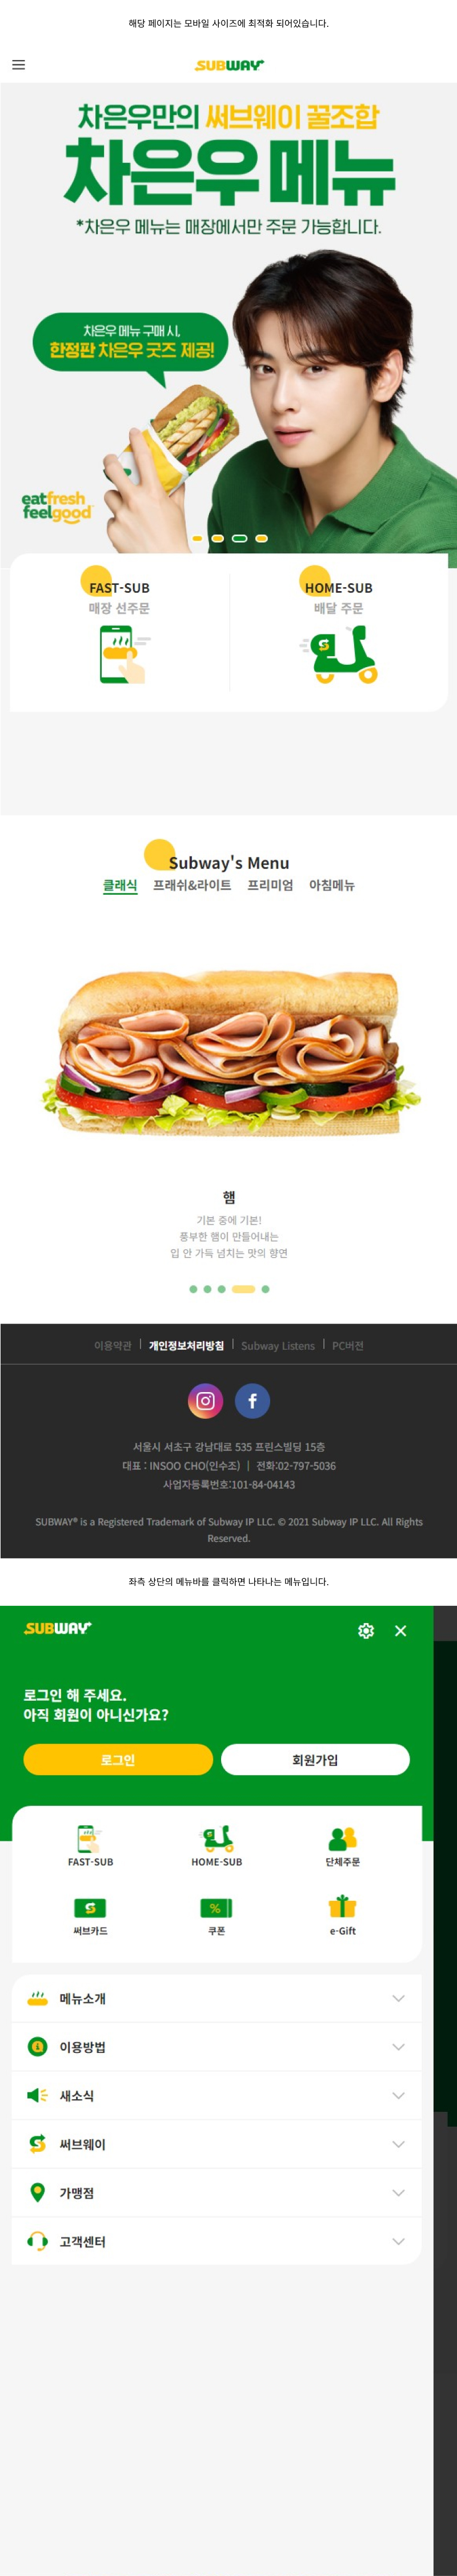 해당 페이지는 모바일 사이즈에 최적화 되어있습니다.
SUBWAY
차은우만의 써브웨이 꿀조합
차은우 메뉴
*차은우 메뉴는 매장에서만 주문 가능합니다.
차은우 메뉴 구매 시,
한정판 차은우 굿즈 제공!
eatfresh
feelgood
FAST-SUB
매장 선주문
HOME-SUB
배달 주문
Subway's Menu
클래식 프래쉬&라이트 프리미엄 아침메뉴
햄
기본 중에 기본!
풍부한 햄이 만들어내는
입 안 가득 넘치는 맛의 향연
이용약관 | 개인정보처리방침 | Subway Listens | PC버젼
서울시 서초구 강남대로 535 프린스빌딩 15층
대표 : INSOO CHO(인수조) | 전화:02-797-5036
사업자등록번호:101-84-04143
SUBWAY® is a Registered Trademark of Subway IP LLC. © 2021 Subway IP LLC. All Rights
Reserved.
좌측 상단의 메뉴바를 클릭하면 나타나는 메뉴입니다.
SUBWAY
로그인 해 주세요.
아직 회원이 아니신가요?
로그인 회원가입
FAST-SUB HOME-SUB 단체주문
써브카드 쿠폰 e-Gift
메뉴소개
이용방법
새소식
써브웨이
가맹점
고객센터